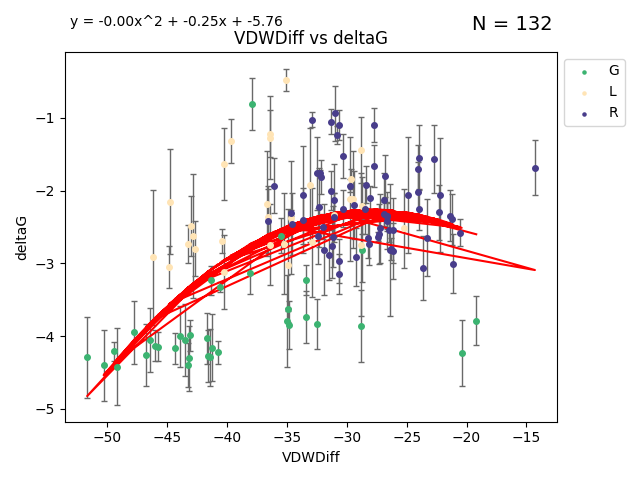 y = -0.00x^2 + -0.25x + -5.76
N = 132
VDWDiff vs deltaG
G
L
R
−1
−2
−3
−4
−5
deltaG
−50 −45 −40 −35 −30 −25 −20 −15
VDWDiff